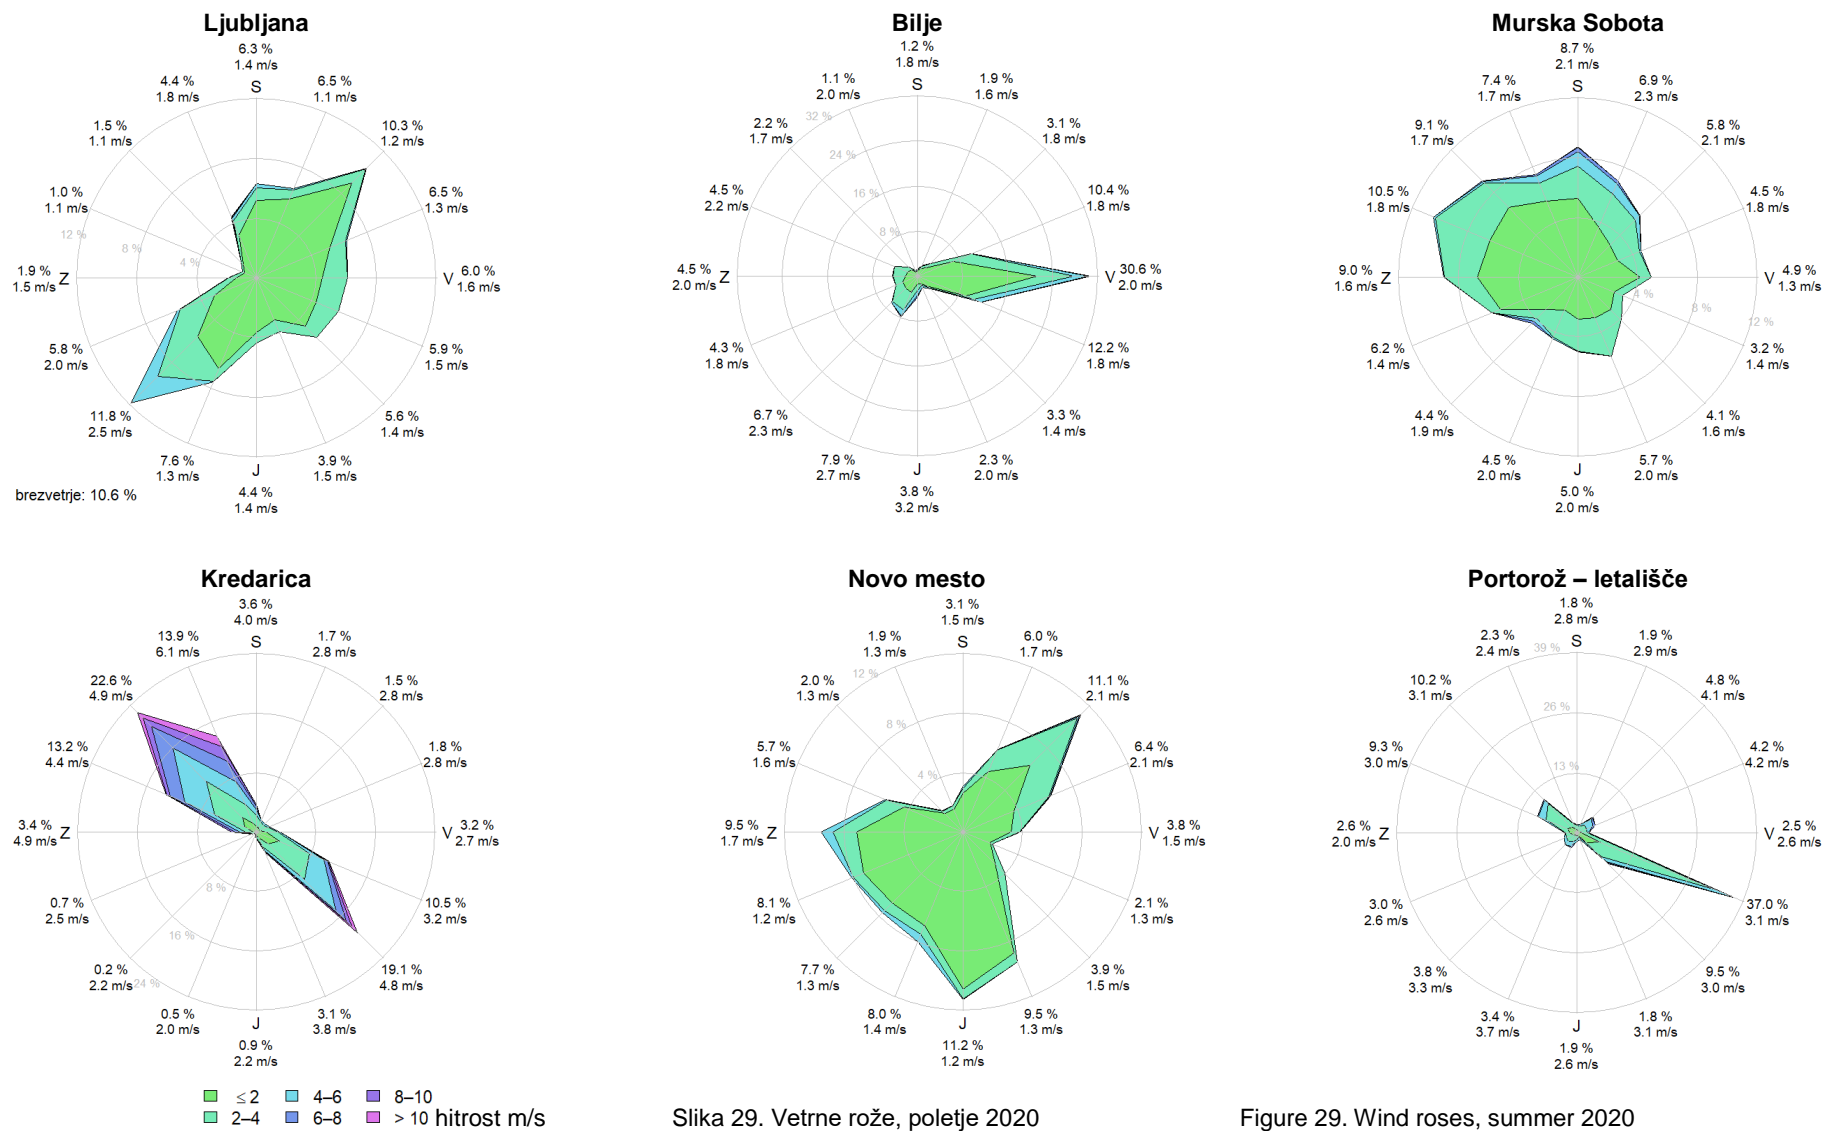 Ljubljana
6.3 %
1.4 m/s
4.4 %
1.8 m/s
6.5 %
1.1 m/s
S
1.5 %
1.1 m/s
10.3 %
1.2 m/s
1.0 %
1.1 m/s
6.5 %
1.3 m/s
12 %
8 %
4 %
1.9 %
1.5 m/s
Z
V
6.0 %
1.6 m/s
5.8 %
2.0 m/s
5.9 %
1.5 m/s
11.8 %
2.5 m/s
5.6 %
1.4 m/s
7.6 %
1.3 m/s
J
3.9 %
1.5 m/s
4.4 %
1.4 m/s
brezvetrje: 10.6 %
Bilje
1.2 %
1.8 m/s
1.1 %
2.0 m/s
1.9 %
1.6 m/s
S
32 %
24 %
16 %
8 %
2.2 %
1.7 m/s
3.1 %
1.8 m/s
4.5 %
2.2 m/s
10.4 %
1.8 m/s
4.5 %
2.0 m/s
Z
V
30.6 %
2.0 m/s
4.3 %
1.8 m/s
12.2 %
1.8 m/s
6.7 %
2.3 m/s
3.3 %
1.4 m/s
7.9 %
2.7 m/s
J
2.3 %
2.0 m/s
3.8 %
3.2 m/s
Murska Sobota
8.7 %
2.1 m/s
7.4 %
1.7 m/s
6.9 %
2.3 m/s
S
9.1 %
1.7 m/s
5.8 %
2.1 m/s
10.5 %
1.8 m/s
4.5 %
1.8 m/s
9.0 %
1.6 m/s
Z
V
4.9 %
1.3 m/s
4 %
8 %
12 %
6.2 %
1.4 m/s
3.2 %
1.4 m/s
4.4 %
1.9 m/s
4.1 %
1.6 m/s
4.5 %
2.0 m/s
J
5.7 %
2.0 m/s
5.0 %
2.0 m/s
Kredarica
3.6 %
4.0 m/s
13.9 %
6.1 m/s
1.7 %
2.8 m/s
S
22.6 %
4.9 m/s
1.5 %
2.8 m/s
13.2 %
4.4 m/s
1.8 %
2.8 m/s
3.4 %
4.9 m/s
Z
V
3.2 %
2.7 m/s
8 %
16 %
24 %
0.7 %
2.5 m/s
10.5 %
3.2 m/s
0.2 %
2.2 m/s
19.1 %
4.8 m/s
0.5 %
2.0 m/s
J
3.1 %
3.8 m/s
0.9 %
2.2 m/s
Novo mesto
3.1 %
1.5 m/s
1.9 %
1.3 m/s
6.0 %
1.7 m/s
S
12 %
8 %
4 %
2.0 %
1.3 m/s
11.1 %
2.1 m/s
5.7 %
1.6 m/s
6.4 %
2.1 m/s
9.5 %
1.7 m/s
Z
V
3.8 %
1.5 m/s
8.1 %
1.2 m/s
2.1 %
1.3 m/s
7.7 %
1.3 m/s
3.9 %
1.5 m/s
8.0 %
1.4 m/s
J
9.5 %
1.3 m/s
11.2 %
1.2 m/s
Portorož – letališče
1.8 %
2.8 m/s
2.3 %
2.4 m/s
1.9 %
2.9 m/s
S
39 %
26 %
13 %
10.2 %
3.1 m/s
4.8 %
4.1 m/s
9.3 %
3.0 m/s
4.2 %
4.2 m/s
2.6 %
2.0 m/s
Z
V
2.5 %
2.6 m/s
3.0 %
2.6 m/s
37.0 %
3.1 m/s
3.8 %
3.3 m/s
9.5 %
3.0 m/s
3.4 %
3.7 m/s
J
1.8 %
3.1 m/s
1.9 %
2.6 m/s
≤ 2 4–6 8–10
2–4 6–8 > 10 hitrost m/s
Slika 29. Vetrne rože, poletje 2020
Figure 29. Wind roses, summer 2020